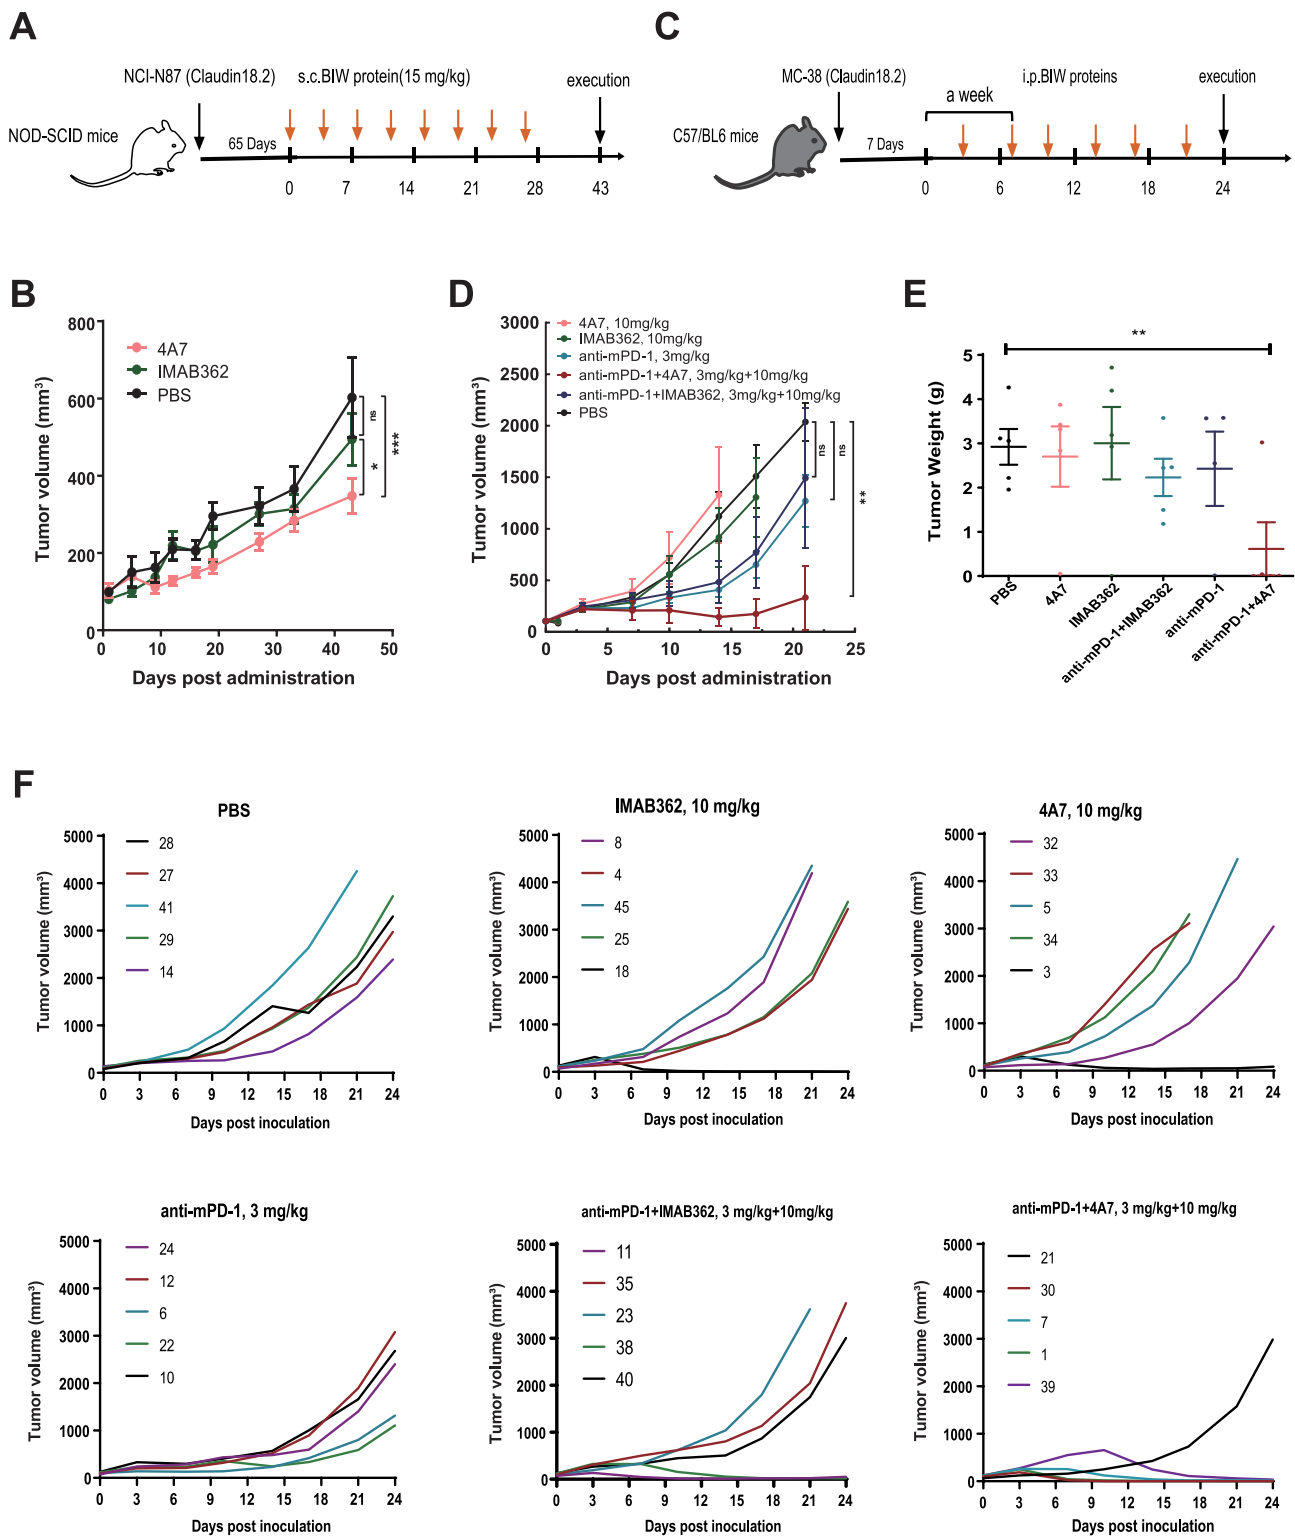 A
NCI-N87 (Claudin18.2)
s.c.BIW protein(15 mg/kg)
execution
NOD-SCID mice
65 Days
0 7 14 21 28 43
C
MC-38 (Claudin18.2)
i.p.BIW proteins
execution
a week
C57/BL6 mice
7 Days
0 6 12 18 24
B
800
600
400
200
0
Tumor volume (mm³)
4A7
IMAB362
PBS
ns
*
***
0 10 20 30 40 50
Days post administration
D
3000
2500
2000
1500
1000
500
0
Tumor volume (mm³)
4A7, 10mg/kg
IMAB362, 10mg/kg
anti-mPD-1, 3mg/kg
anti-mPD-1+4A7, 3mg/kg+10mg/kg
anti-mPD-1+IMAB362, 3mg/kg+10mg/kg
PBS
ns
ns
**
0 5 10 15 20 25
Days post administration
E
**
5
4
3
2
1
0
Tumor Weight (g)
PBS
4A7
IMAB362
anti-mPD-1+IMAB362
anti-mPD-1
anti-mPD-1+4A7
F
PBS
5000
4000
3000
2000
1000
0
Tumor volume (mm³)
28
27
41
29
14
0 3 6 9 12 15 18 21 24
Days post inoculation
IMAB362, 10 mg/kg
5000
4000
3000
2000
1000
0
Tumor volume (mm³)
8
4
45
25
18
0 3 6 9 12 15 18 21 24
Days post inoculation
4A7, 10 mg/kg
5000
4000
3000
2000
1000
0
Tumor volume (mm³)
32
33
5
34
3
0 3 6 9 12 15 18 21 24
Days post inoculation
anti-mPD-1, 3 mg/kg
5000
4000
3000
2000
1000
0
Tumor volume (mm³)
24
12
6
22
10
0 3 6 9 12 15 18 21 24
Days post inoculation
anti-mPD-1+IMAB362, 3 mg/kg+10mg/kg
5000
4000
3000
2000
1000
0
Tumor volume (mm³)
11
35
23
38
40
0 3 6 9 12 15 18 21 24
Days post inoculation
anti-mPD-1+4A7, 3 mg/kg+10 mg/kg
5000
4000
3000
2000
1000
0
Tumor volume (mm³)
21
30
7
1
39
0 3 6 9 12 15 18 21 24
Days post inoculation